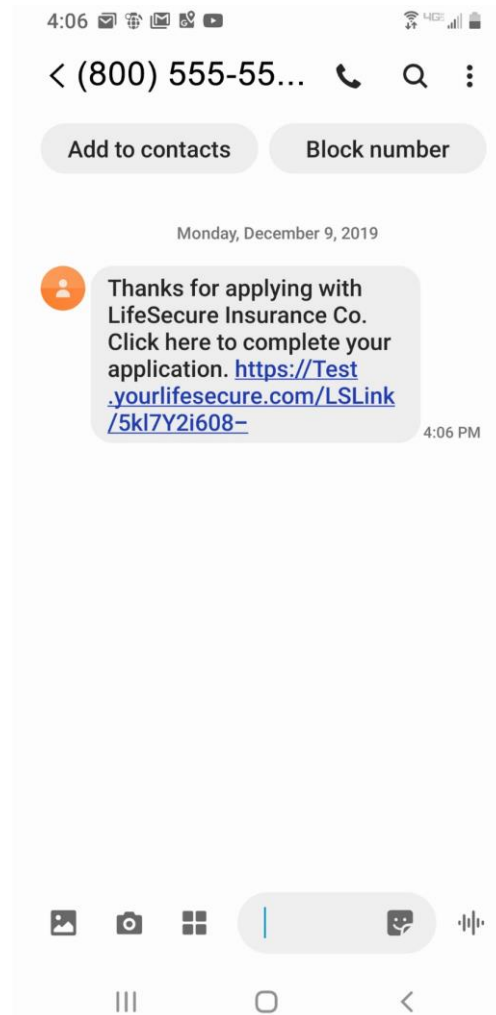 4:06
4GE
(800) 555-55...
Add to contacts
Block number
Monday, December 9, 2019
Thanks for applying with
LifeSecure Insurance Co.
Click here to complete your
application. https://Test
.yourlifesecure.com/LSLink
/5kl7Y2i608–
4:06 PM